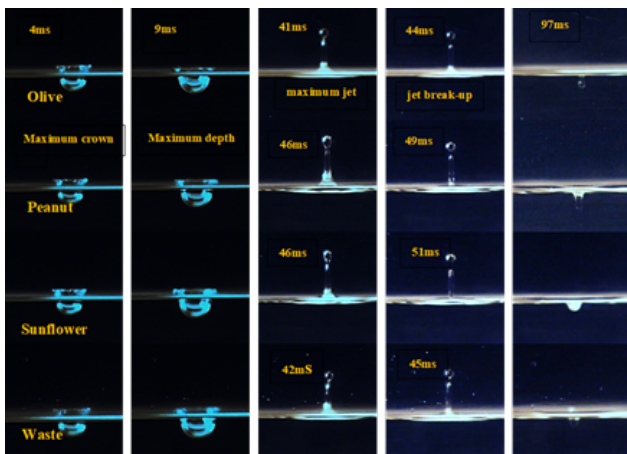 4ms
9ms
41ms
44ms
97ms
Olive
maximum jet
jet break-up
Maximum crown
Maximum depth
46ms
49ms
Peanut
46ms
51ms
Sunflower
42mS
45ms
Waste